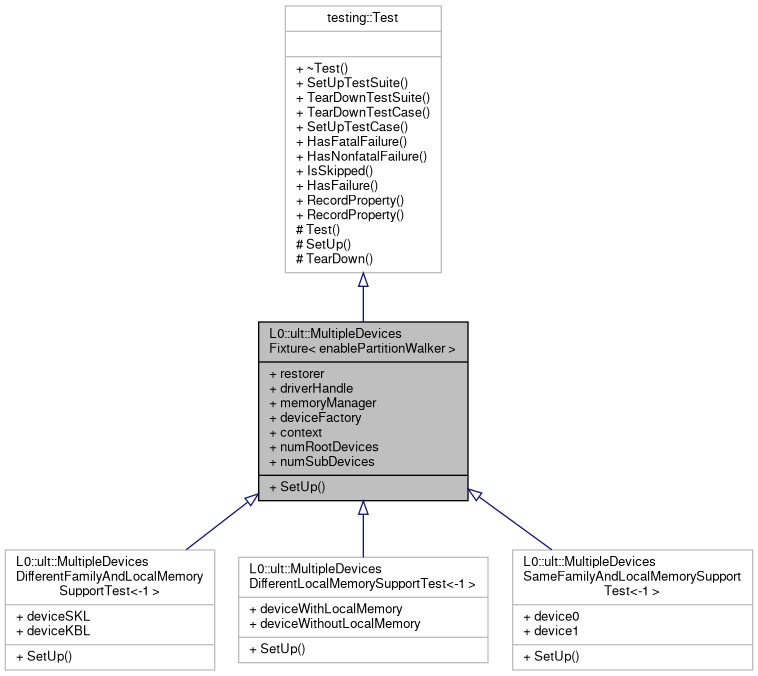 testing::Test
+ ~Test()
+ SetUpTestSuite()
+ TearDownTestSuite()
+ TearDownTestCase()
+ SetUpTestCase()
+ HasFatalFailure()
+ HasNonfatalFailure()
+ IsSkipped()
+ HasFailure()
+ RecordProperty()
+ RecordProperty()
# Test()
# SetUp()
# TearDown()
L0::ult::MultipleDevices
Fixture< enablePartitionWalker >
+ restorer
+ driverHandle
+ memoryManager
+ deviceFactory
+ context
+ numRootDevices
+ numSubDevices
+ SetUp()
L0::ult::MultipleDevices
DifferentFamilyAndLocalMemory
SupportTest<-1 >
+ deviceSKL
+ deviceKBL
+ SetUp()
L0::ult::MultipleDevices
DifferentLocalMemorySupportTest<-1 >
+ deviceWithLocalMemory
+ deviceWithoutLocalMemory
+ SetUp()
L0::ult::MultipleDevices
SameFamilyAndLocalMemorySupport
Test<-1 >
+ device0
+ device1
+ SetUp()